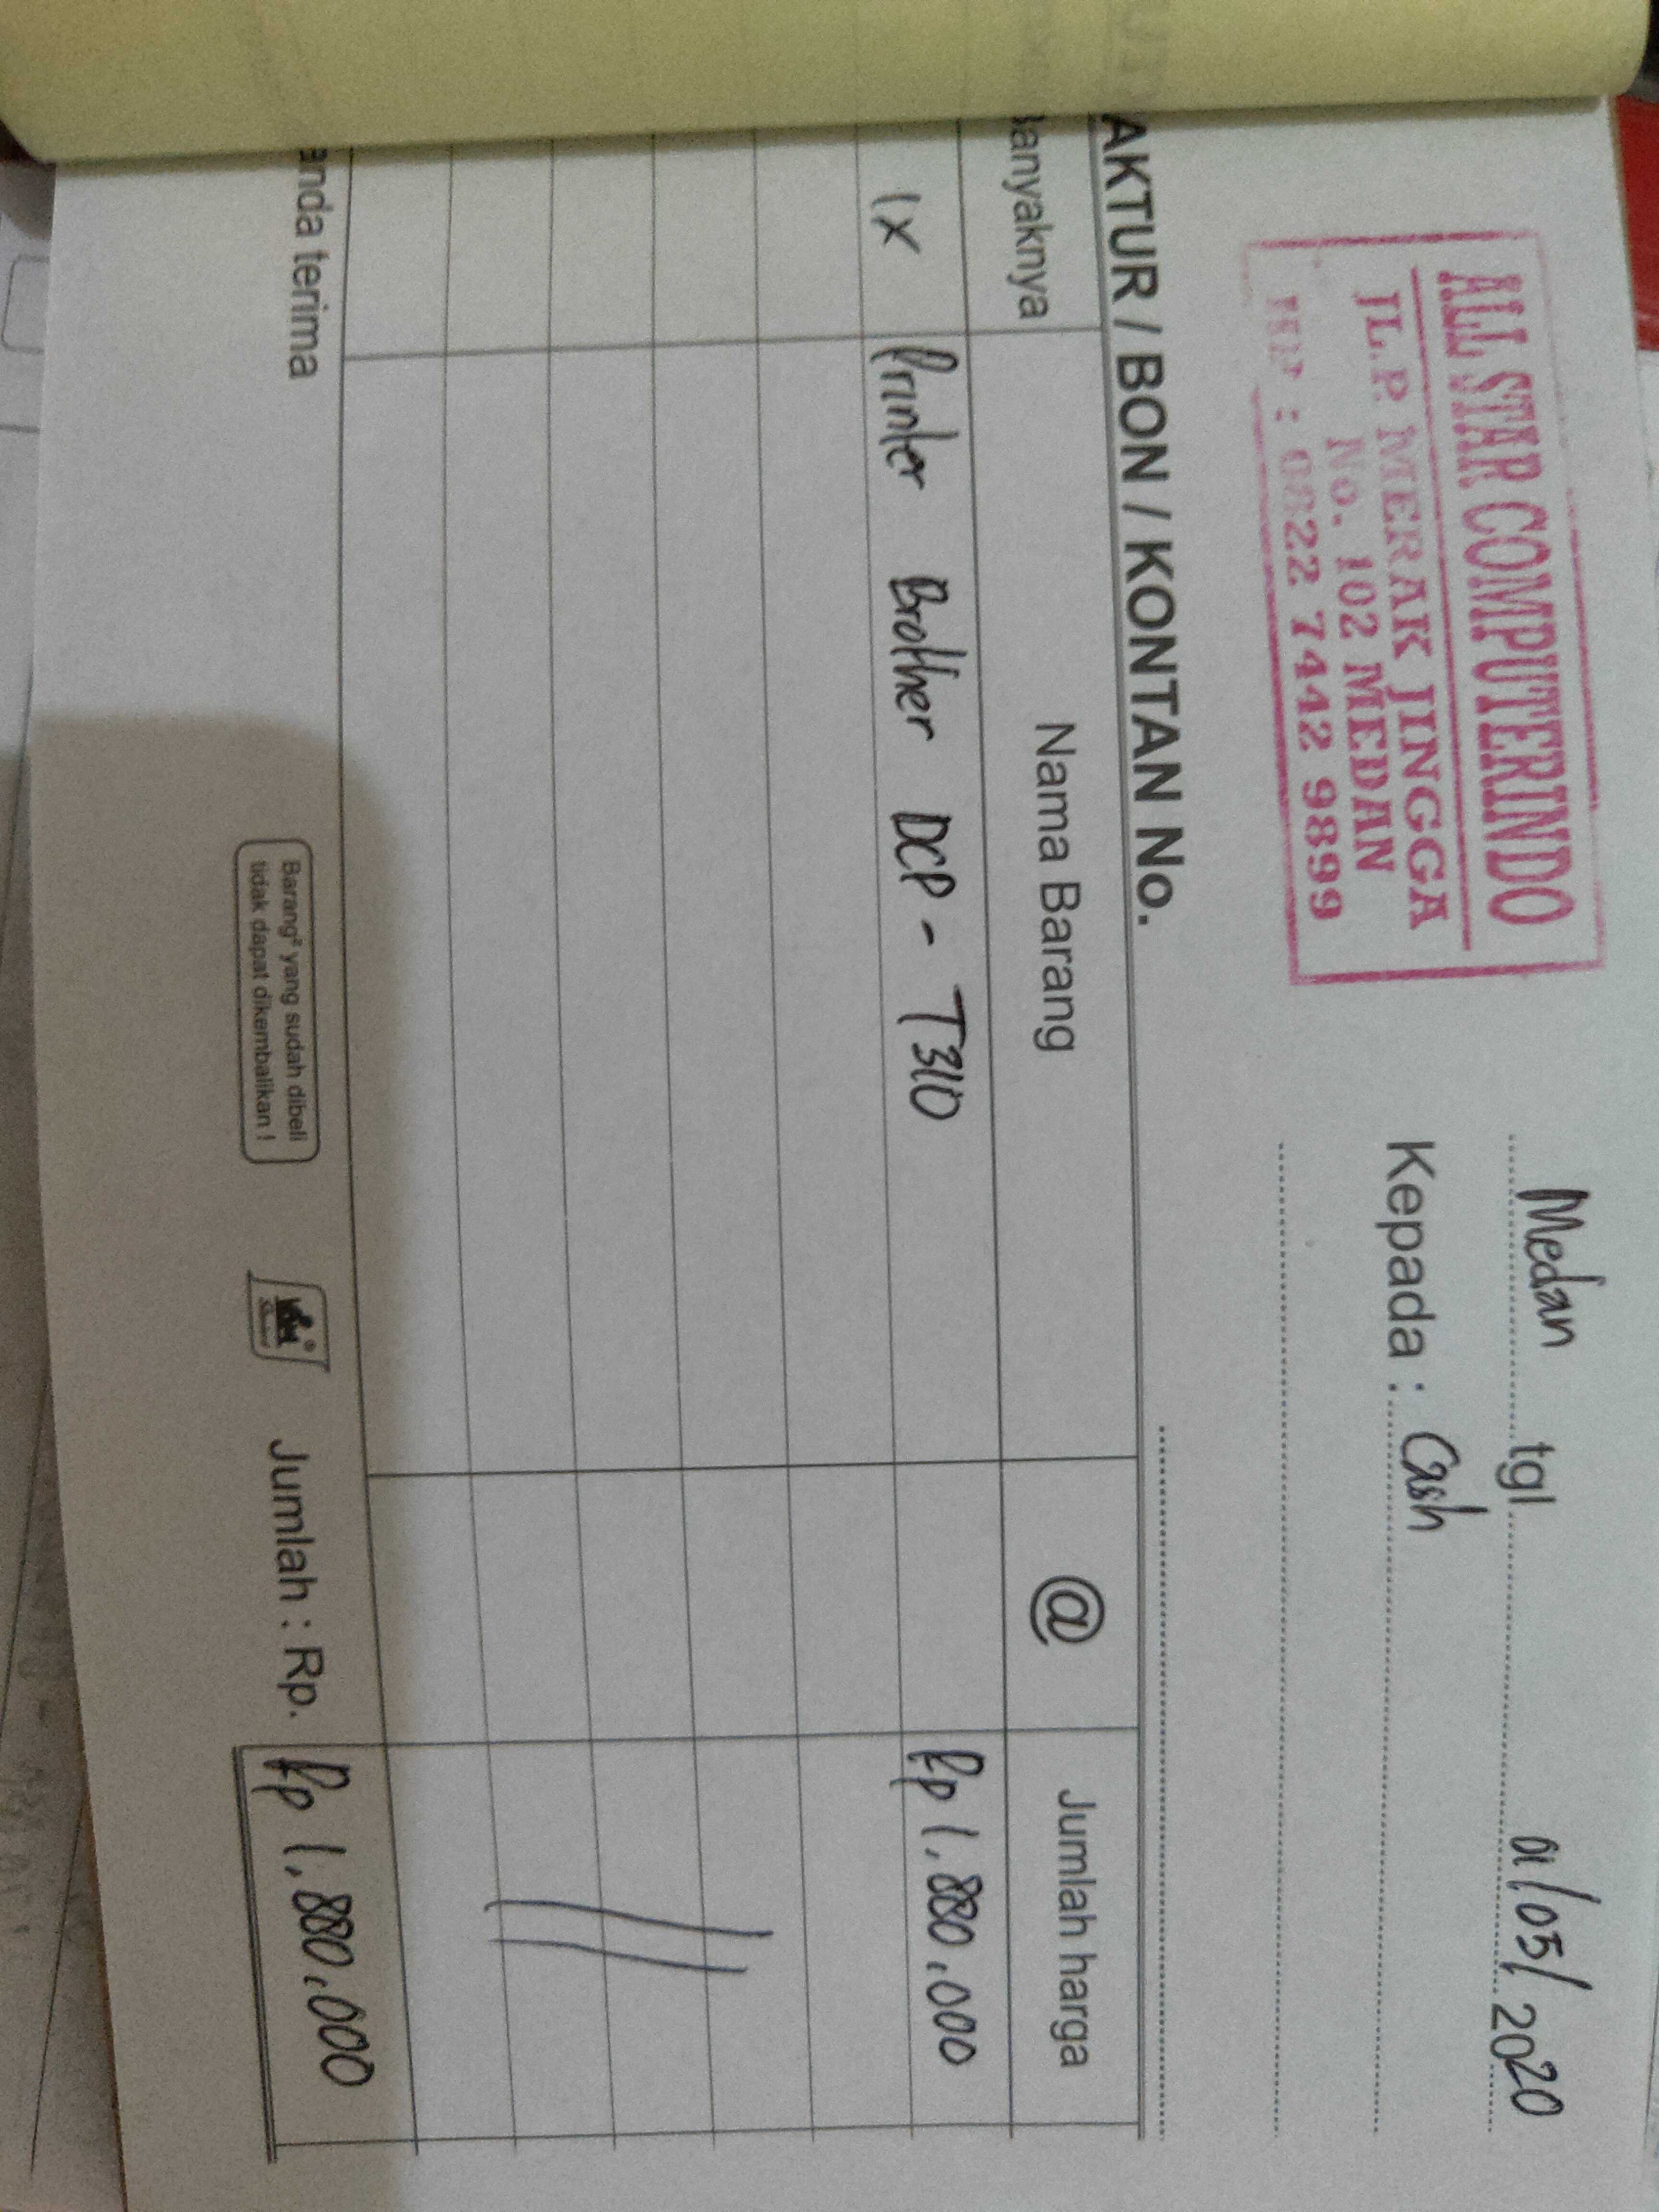 ALL STAR COMPUTERINDO
JL.P. MERAK JINGGA
No. 102 MEDAN
0822 7442 9899
Medan tgl 01/05/2020
Kepada : Cash
AKTUR / BON / KONTAN No.
anyaknya Nama Barang @ Jumlah harga
1x Printer Brother DCP - T310 Rp 1.880.000
anda terima
Barang² yang sudah dibeli
tidak dapat dikembalikan !
Jumlah : Rp. Rp 1.880.000